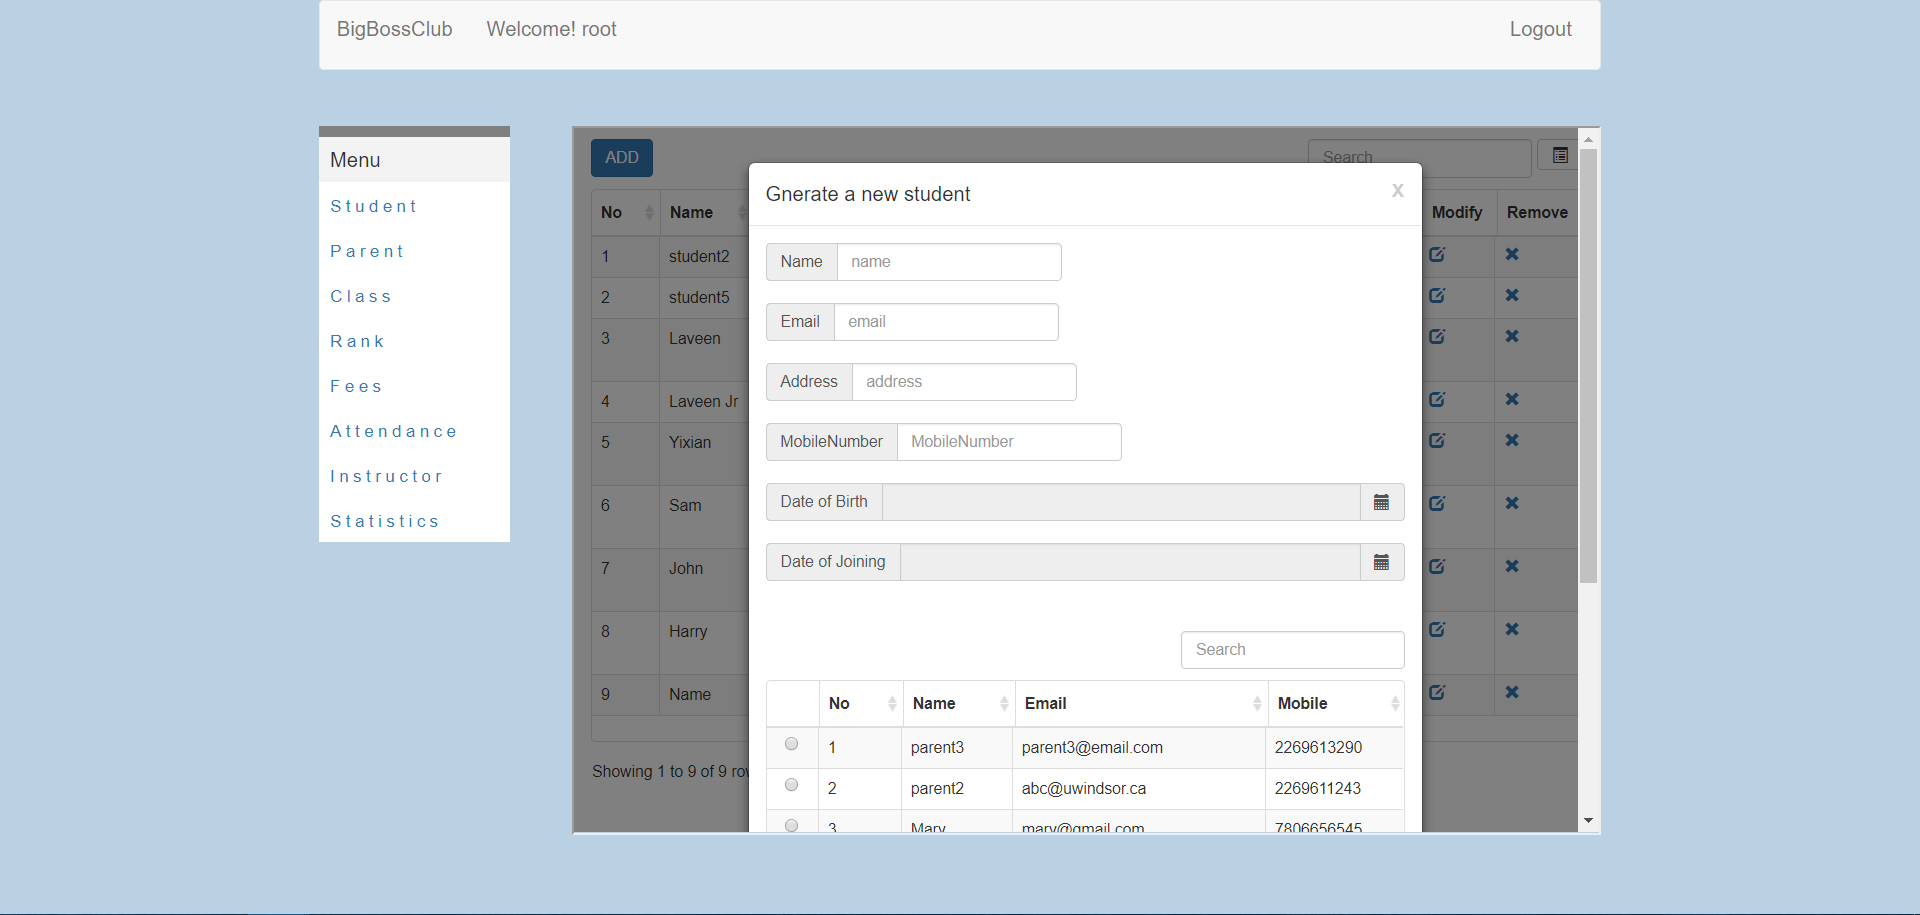 BigBossClub Welcome! root Logout
Menu
Student
Parent
Class
Rank
Fees
Attendance
Instructor
Statistics
ADD Search
No Name Modify Remove
1 student2
2 student5
3 Laveen
4 Laveen Jr
5 Yixian
6 Sam
7 John
8 Harry
9 Name
Showing 1 to 9 of 9 rov
Gnerate a new student x
Name name
Email email
Address address
MobileNumber MobileNumber
Date of Birth
Date of Joining
Search
No Name Email Mobile
1 parent3 parent3@email.com 2269613290
2 parent2 abc@uwindsor.ca 2269611243
3 Mary mary@gmail.com 7806656545